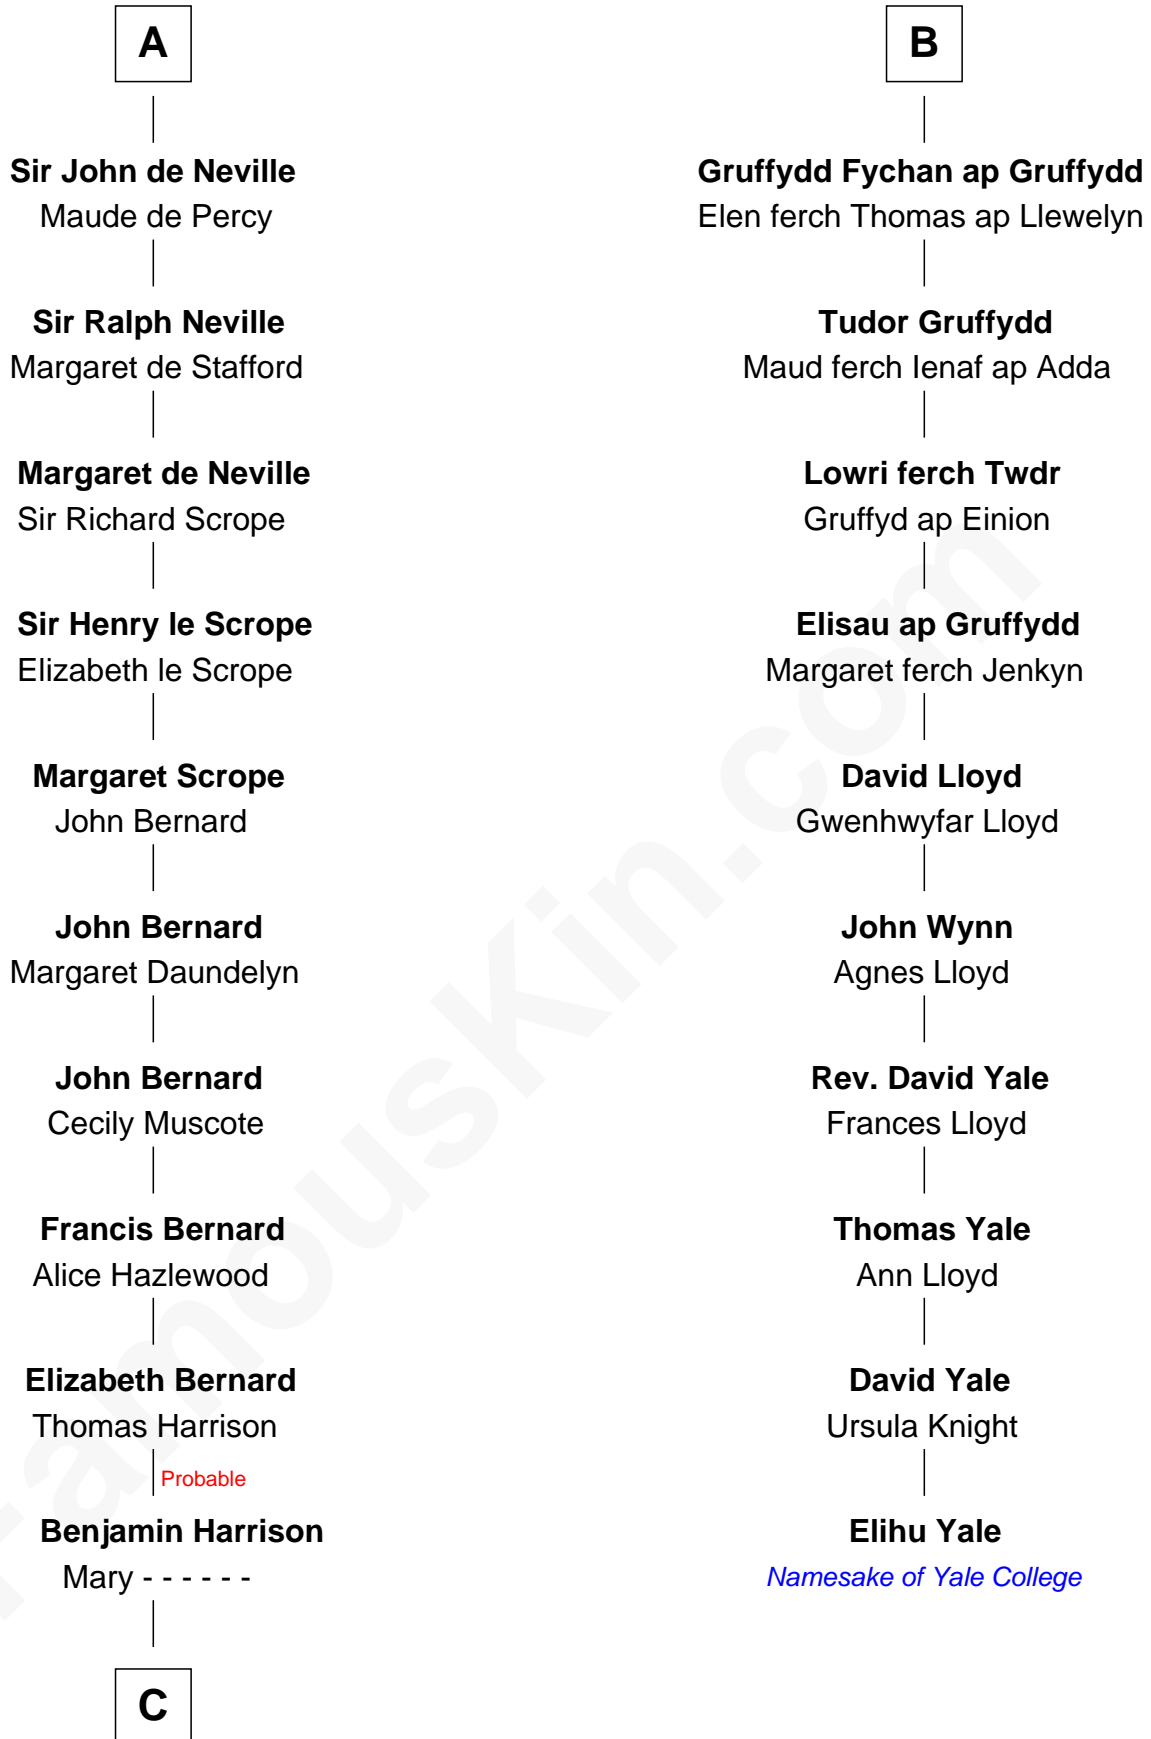 A
Sir John de Neville
Maude de Percy
Sir Ralph Neville
Margaret de Stafford
Margaret de Neville
Sir Richard Scrope
Sir Henry le Scrope
Elizabeth le Scrope
Margaret Scrope
John Bernard
John Bernard
Margaret Daundelyn
John Bernard
Cecily Muscote
Francis Bernard
Alice Hazlewood
Elizabeth Bernard
Thomas Harrison
Probable
Benjamin Harrison
Mary - - - - - -
C
B
Gruffydd Fychan ap Gruffydd
Elen ferch Thomas ap Llewelyn
Tudor Gruffydd
Maud ferch Ienaf ap Adda
Lowri ferch Twdr
Gruffyd ap Einion
Elisau ap Gruffydd
Margaret ferch Jenkyn
David Lloyd
Gwenhwyfar Lloyd
John Wynn
Agnes Lloyd
Rev. David Yale
Frances Lloyd
Thomas Yale
Ann Lloyd
David Yale
Ursula Knight
Elihu Yale
Namesake of Yale College
FamousKin.com